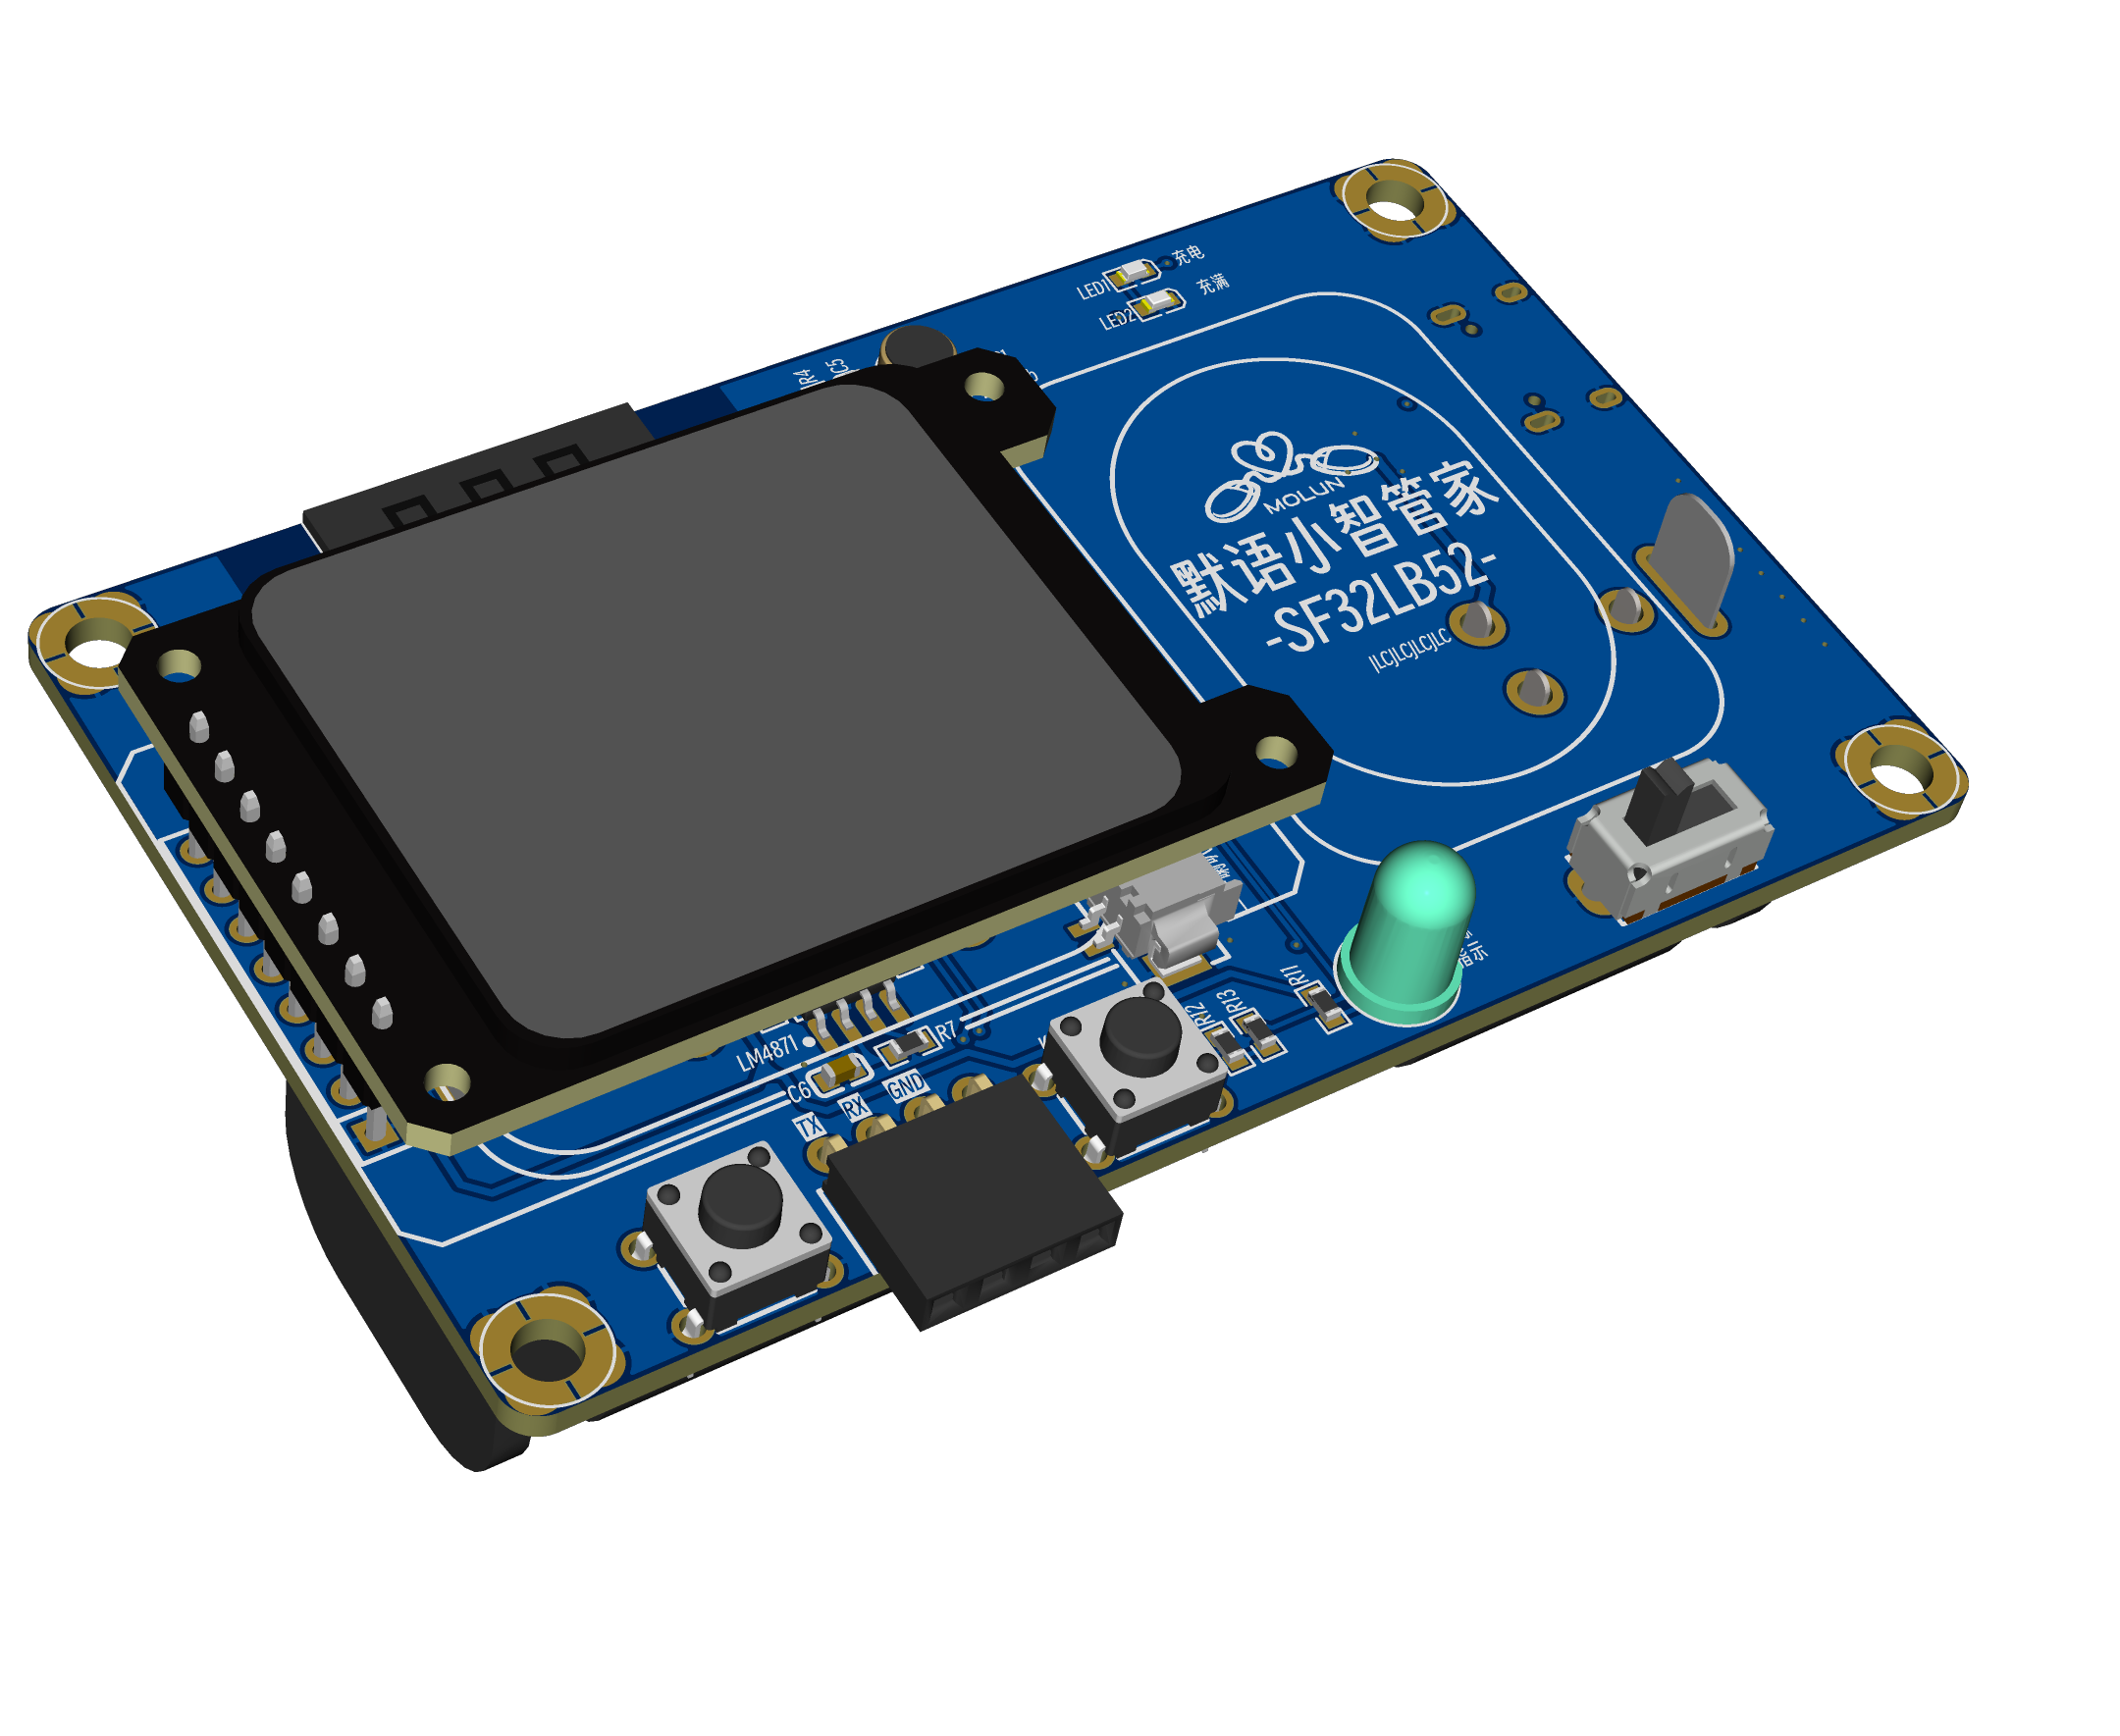 充电
LED1
充满
LED2
R4
C5
MOLUN
默语小智管家
-SF32LB52-
JLCJLCJLCJLC
R11
R13
R12
R7
LM4871
C6
GND
RX
TX